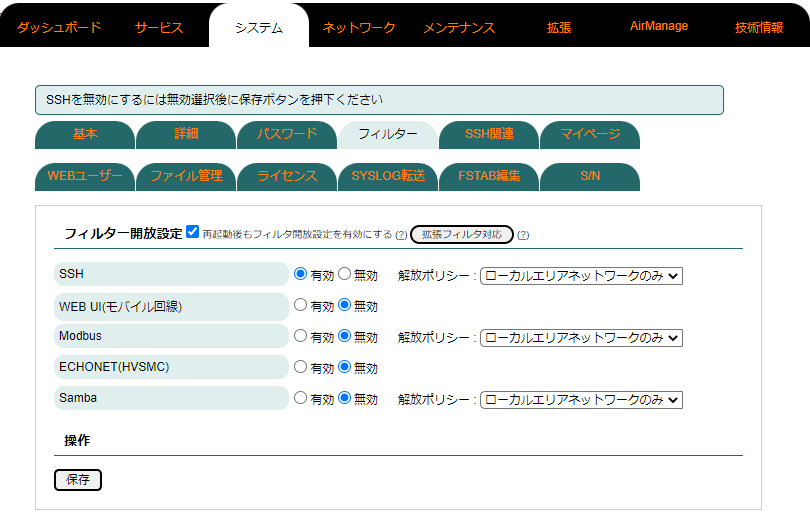 ダッシュボード サービス システム ネットワーク メンテナンス 拡張 AirManage 技術情報
SSHを無効にするには無効選択後に保存ボタンを押下ください
基本 詳細 パスワード フィルター SSH関連 マイページ
WEBユーザー ファイル管理 ライセンス SYSLOG転送 FSTAB編集 S/N
フィルター開放設定 再起動後もフィルタ開放設定を有効にする (?) 拡張フィルタ対応 (?)
SSH 有効 無効 解放ポリシー : ローカルエリアネットワークのみ
WEB UI(モバイル回線) 有効 無効
Modbus 有効 無効 解放ポリシー : ローカルエリアネットワークのみ
ECHONET(HVSMC) 有効 無効
Samba 有効 無効 解放ポリシー : ローカルエリアネットワークのみ
操作
保存